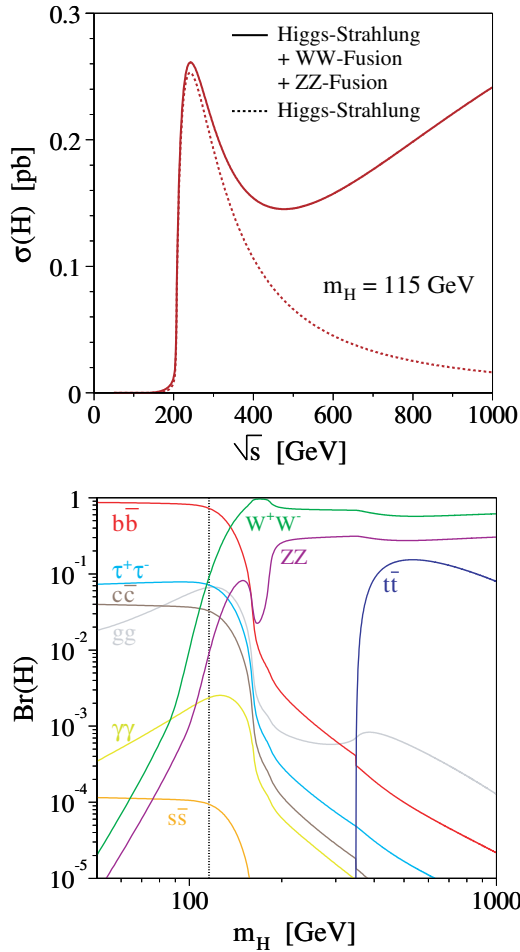 Higgs-Strahlung
+ WW-Fusion
+ ZZ-Fusion
Higgs-Strahlung
σ(H) [pb]
0.3
0.2
0.1
0
m_H = 115 GeV
0 200 400 600 800 1000
√s [GeV]
Br(H)
1
10^-1
10^-2
10^-3
10^-4
10^-5
bb̄
W⁺W⁻
ZZ
τ⁺τ⁻
tt̄
cc̄
gg
γγ
ss̄
100 200 1000
m_H [GeV]